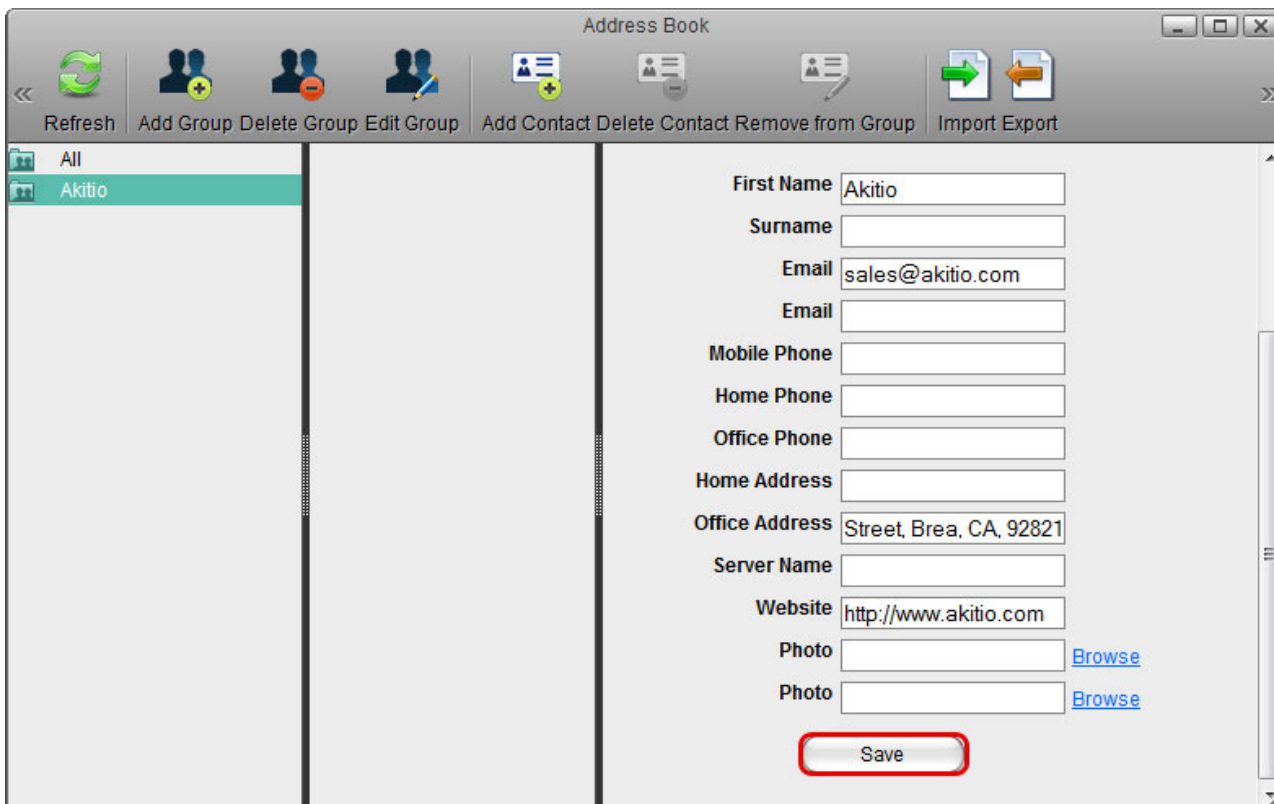 Address Book
Refresh Add Group Delete Group Edit Group Add Contact Delete Contact Remove from Group Import Export
All
Akitio
First Name Akitio
Surname
Email sales@akitio.com
Email
Mobile Phone
Home Phone
Office Phone
Home Address
Office Address Street, Brea, CA, 92821
Server Name
Website http://www.akitio.com
Photo Browse
Photo Browse
Save